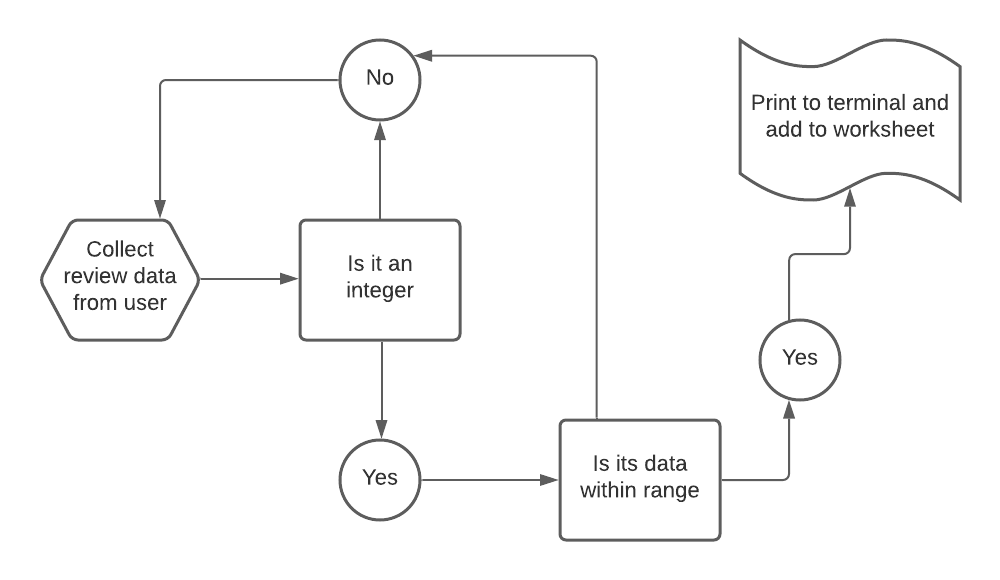 No
Print to terminal and
add to worksheet
Collect
review data
from user
Is it an
integer
Yes
Yes
Is its data
within range